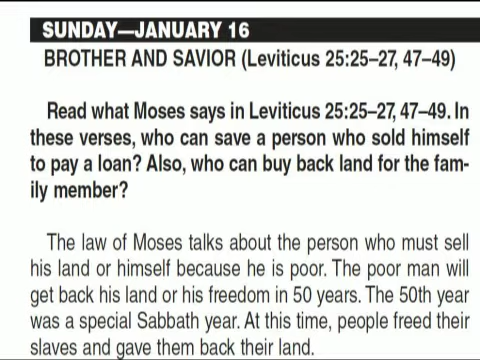 SUNDAY—JANUARY 16
BROTHER AND SAVIOR (Leviticus 25:25–27, 47–49)
Read what Moses says in Leviticus 25:25–27, 47–49. In
these verses, who can save a person who sold himself
to pay a loan? Also, who can buy back land for the fam-
ily member?
The law of Moses talks about the person who must sell
his land or himself because he is poor. The poor man will
get back his land or his freedom in 50 years. The 50th year
was a special Sabbath year. At this time, people freed their
slaves and gave them back their land.